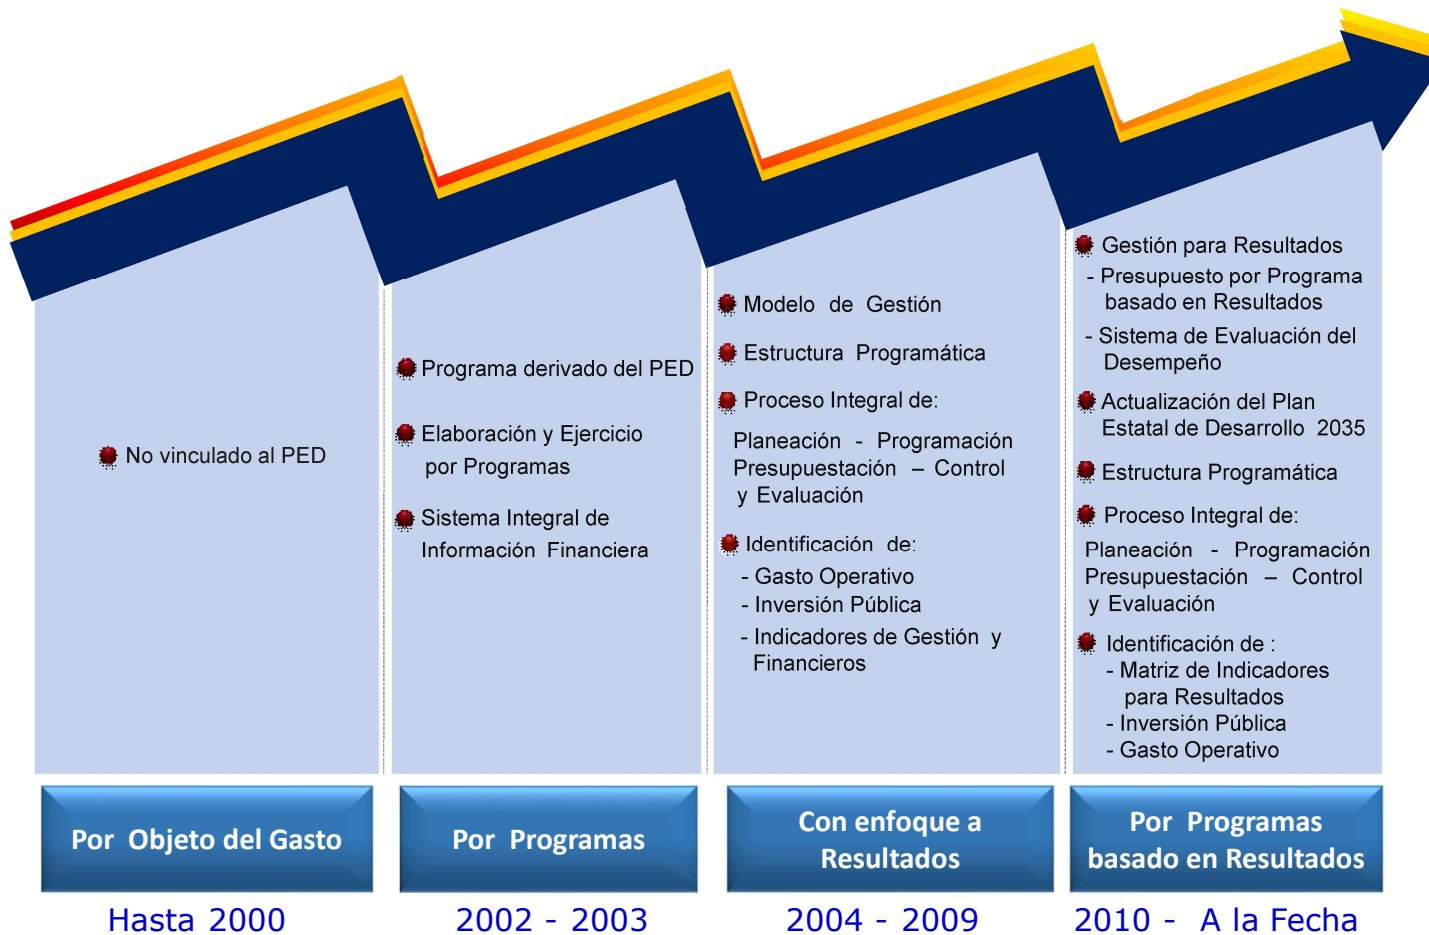 No vinculado al PED
Por Objeto del Gasto
Hasta 2000
Programa derivado del PED
Elaboración y Ejercicio
por Programas
Sistema Integral de
Información Financiera
Por Programas
2002 - 2003
Modelo de Gestión
Estructura Programática
Proceso Integral de:
Planeación - Programación
Presupuestación – Control
y Evaluación
Identificación de:
- Gasto Operativo
- Inversión Pública
- Indicadores de Gestión y
Financieros
Con enfoque a
Resultados
2004 - 2009
Gestión para Resultados
- Presupuesto por Programa
basado en Resultados
- Sistema de Evaluación del
Desempeño
Actualización del Plan
Estatal de Desarrollo 2035
Estructura Programática
Proceso Integral de:
Planeación - Programación
Presupuestación – Control
y Evaluación
Identificación de :
- Matriz de Indicadores
para Resultados
- Inversión Pública
- Gasto Operativo
Por Programas
basado en Resultados
2010 - A la Fecha